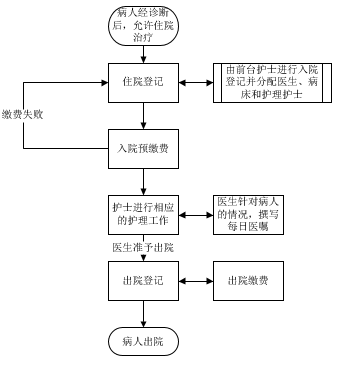 病人经诊断
后，允许住院
治疗
住院登记
由前台护士进行入院
登记并分配医生、病
床和护理护士
缴费失败
入院预缴费
护士进行相应
的护理工作
医生针对病人
的情况，撰写
每日医嘱
医生准予出院
出院登记
出院缴费
病人出院